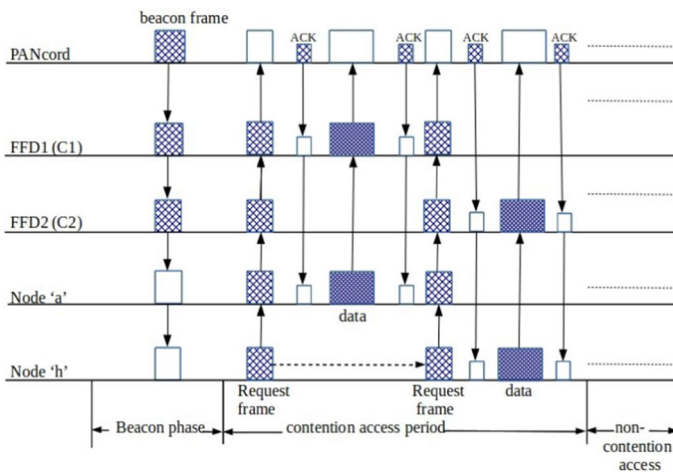 beacon frame
ACK ACK ACK ACK
PANcord
FFD1 (C1)
FFD2 (C2)
Node ‘a’
data
Node ‘h’
Request
frame
Request
frame
data
Beacon phase
contention access period
non-
contention
access